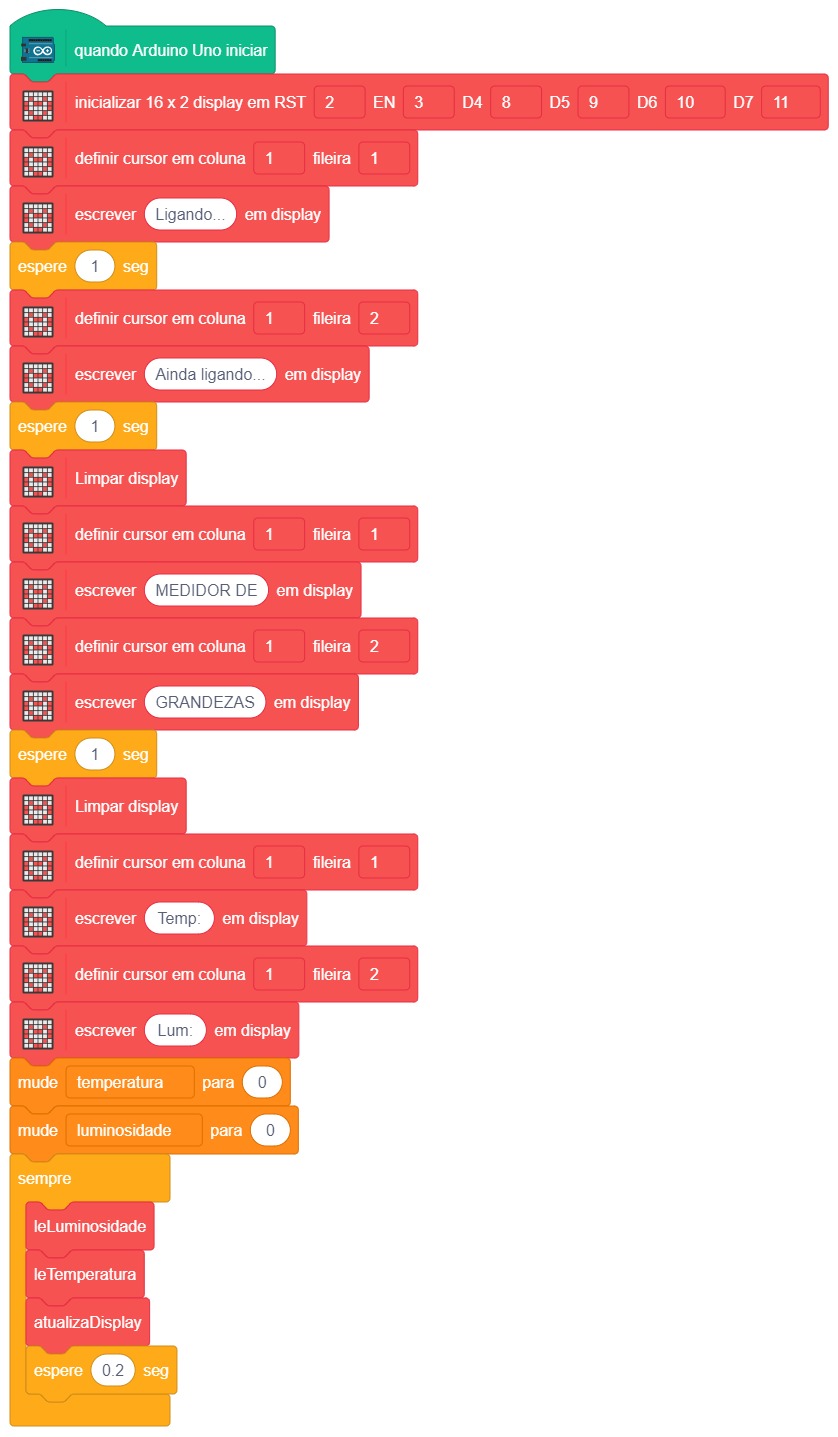 quando Arduino Uno iniciar
inicializar 16 x 2 display em RST 2 EN 3 D4 8 D5 9 D6 10 D7 11
definir cursor em coluna 1 fileira 1
escrever Ligando... em display
espere 1 seg
definir cursor em coluna 1 fileira 2
escrever Ainda ligando... em display
espere 1 seg
Limpar display
definir cursor em coluna 1 fileira 1
escrever MEDIDOR DE em display
definir cursor em coluna 1 fileira 2
escrever GRANDEZAS em display
espere 1 seg
Limpar display
definir cursor em coluna 1 fileira 1
escrever Temp: em display
definir cursor em coluna 1 fileira 2
escrever Lum: em display
mude temperatura para 0
mude luminosidade para 0
sempre
leLuminosidade
leTemperatura
atualizaDisplay
espere 0.2 seg